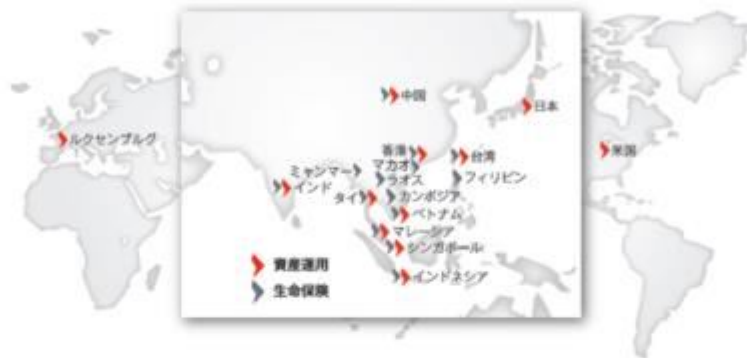 中国
日本
ルクセンブルグ
香港
台湾
米国
マカオ
ミャンマー
ラオス
フィリピン
インド
タイ
カンボジア
ベトナム
マレーシア
シンガポール
インドネシア
資産運用
生命保険